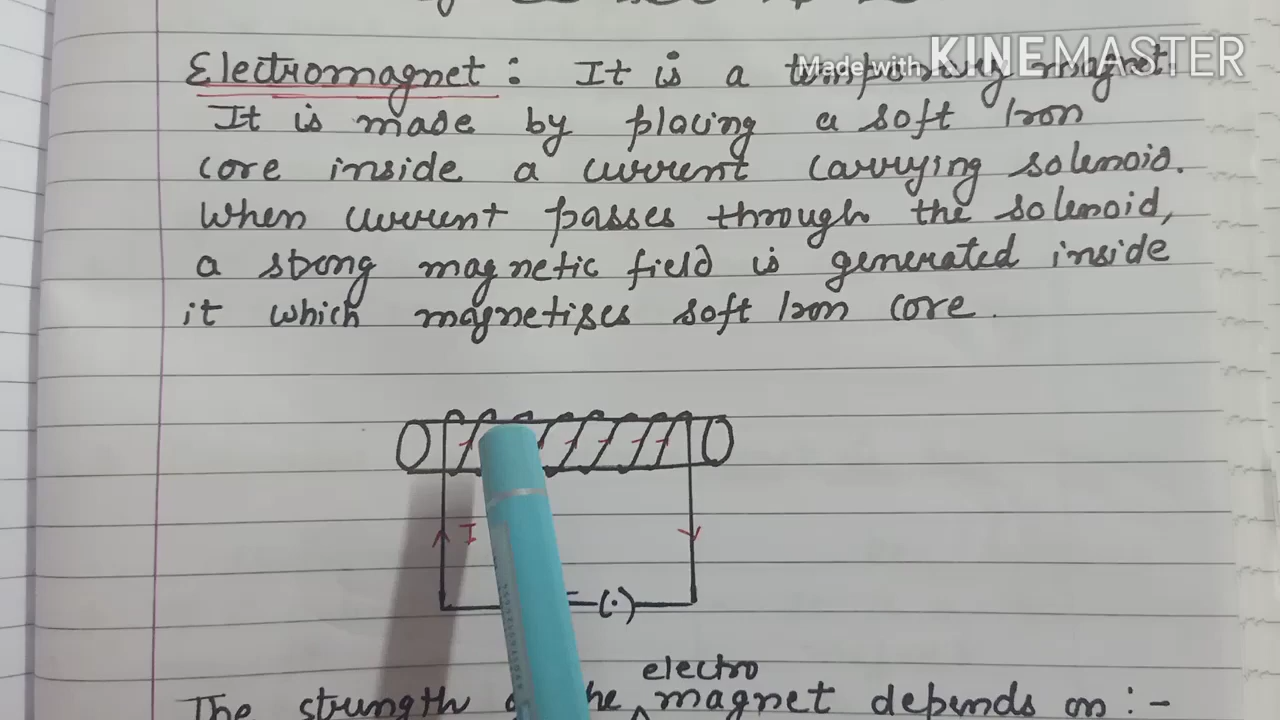 Electromagnet: It is a temporary magnet.
Made with KINEMASTER
It is made by placing a soft Iron
core inside a current carrying solenoid.
When current passes through the solenoid,
a strong magnetic field is generated inside
it which magnetises soft Iron core.
I
electro
The strength magnet depends on :-